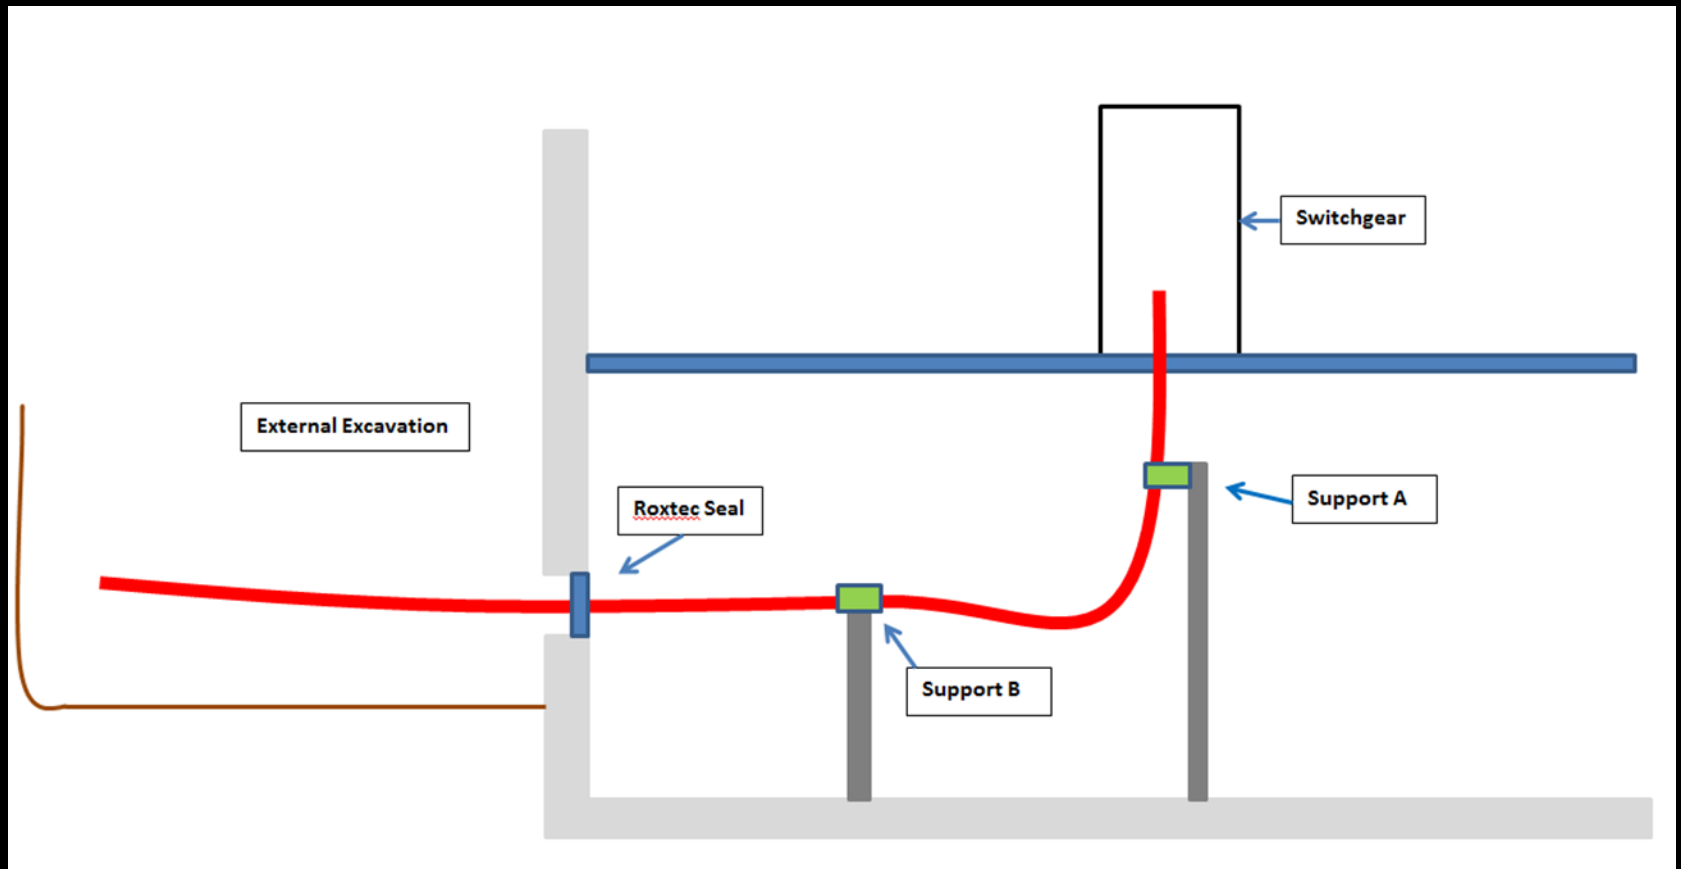 Switchgear
External Excavation
Roxtec Seal
Support A
Support B